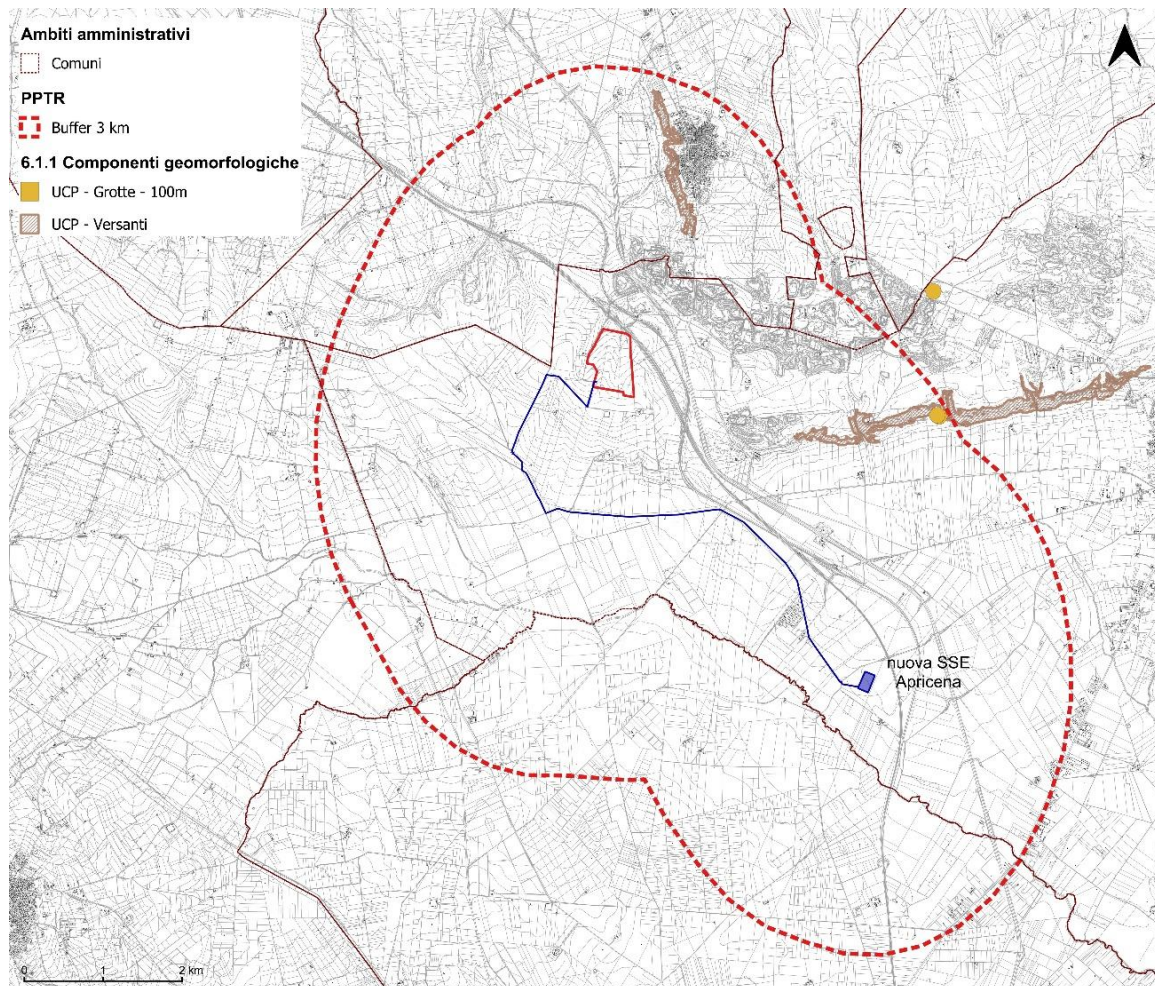 Ambiti amministrativi
Comuni
PPTR
Buffer 3 km
6.1.1 Componenti geomorfologiche
UCP - Grotte - 100m
UCP - Versanti
nuova SSE
Apricena
0 1 2 km